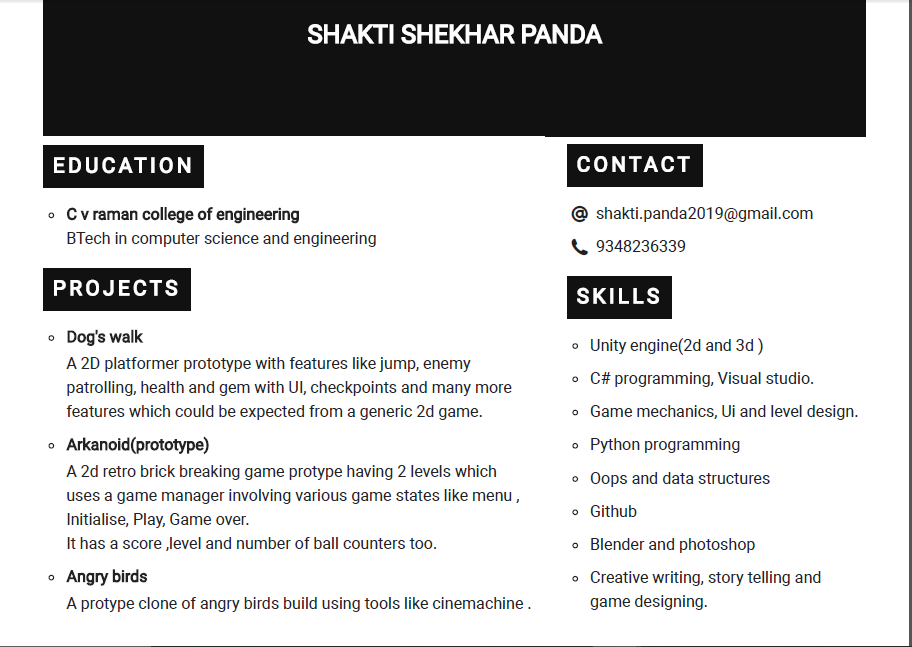 SHAKTI SHEKHAR PANDA
EDUCATION
C v raman college of engineering
BTech in computer science and engineering
PROJECTS
Dog's walk
A 2D platformer prototype with features like jump, enemy
patrolling, health and gem with UI, checkpoints and many more
features which could be expected from a generic 2d game.
Arkanoid(prototype)
A 2d retro brick breaking game protype having 2 levels which
uses a game manager involving various game states like menu ,
Initialise, Play, Game over.
It has a score ,level and number of ball counters too.
Angry birds
A protype clone of angry birds build using tools like cinemachine .
CONTACT
shakti.panda2019@gmail.com
9348236339
SKILLS
Unity engine(2d and 3d )
C# programming, Visual studio.
Game mechanics, Ui and level design.
Python programming
Oops and data structures
Github
Blender and photoshop
Creative writing, story telling and
game designing.